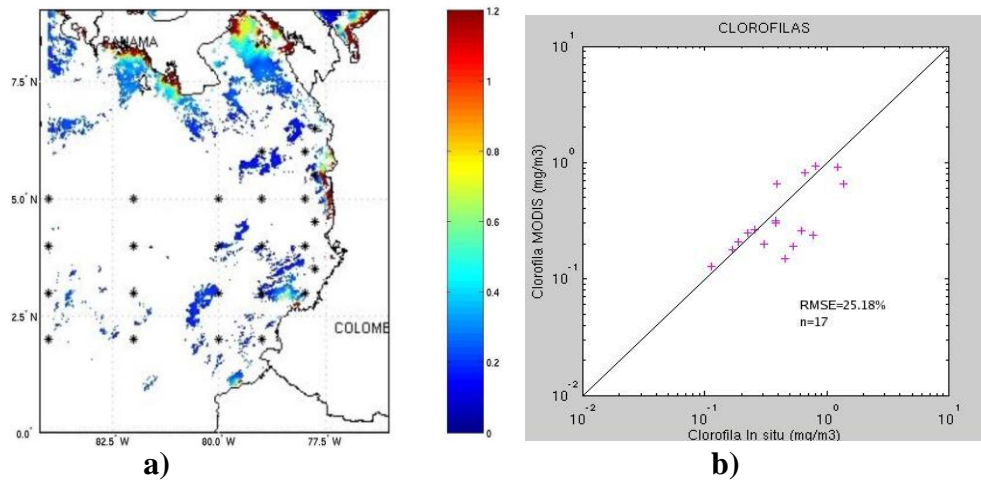 PANAMA
7.5° N
5.0° N
2.5° N
0.0°
82.5° W
80.0° W
77.5° W
COLOMB
1.2
1
0.8
0.6
0.4
0.2
0
a)
CLOROFILAS
Clorofila MODIS (mg/m3)
10^1
10^0
10^-1
10^-2
RMSE=25.18%
n=17
10^-2
10^-1
10^0
10^1
Clorofila In situ (mg/m3)
b)